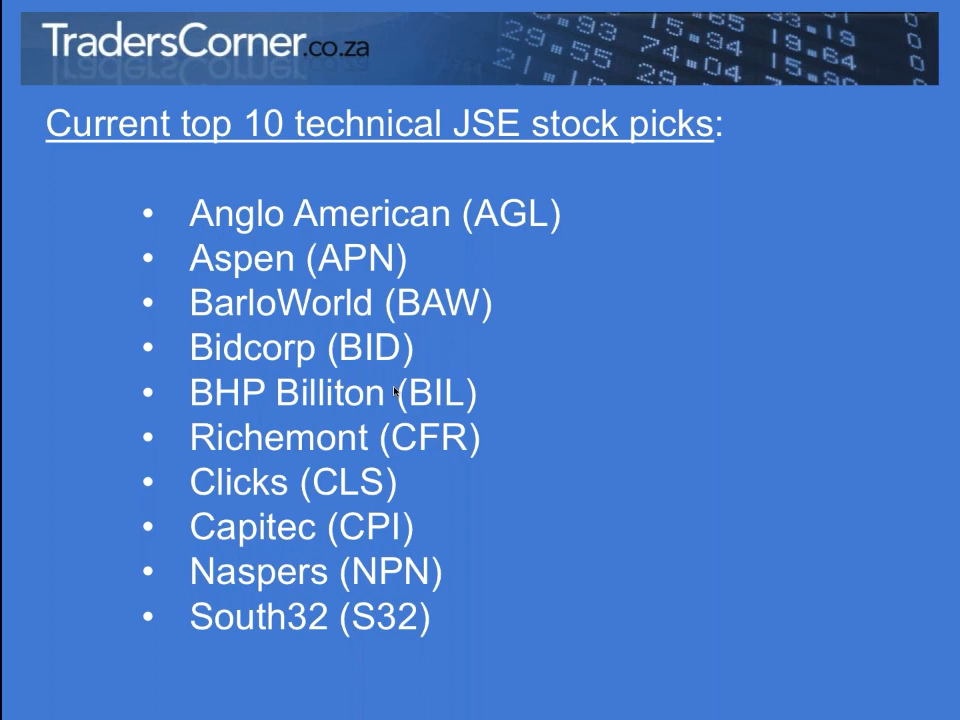 TradersCorner.co.za
Current top 10 technical JSE stock picks:
• Anglo American (AGL)
• Aspen (APN)
• BarloWorld (BAW)
• Bidcorp (BID)
• BHP Billiton (BIL)
• Richemont (CFR)
• Clicks (CLS)
• Capitec (CPI)
• Naspers (NPN)
• South32 (S32)